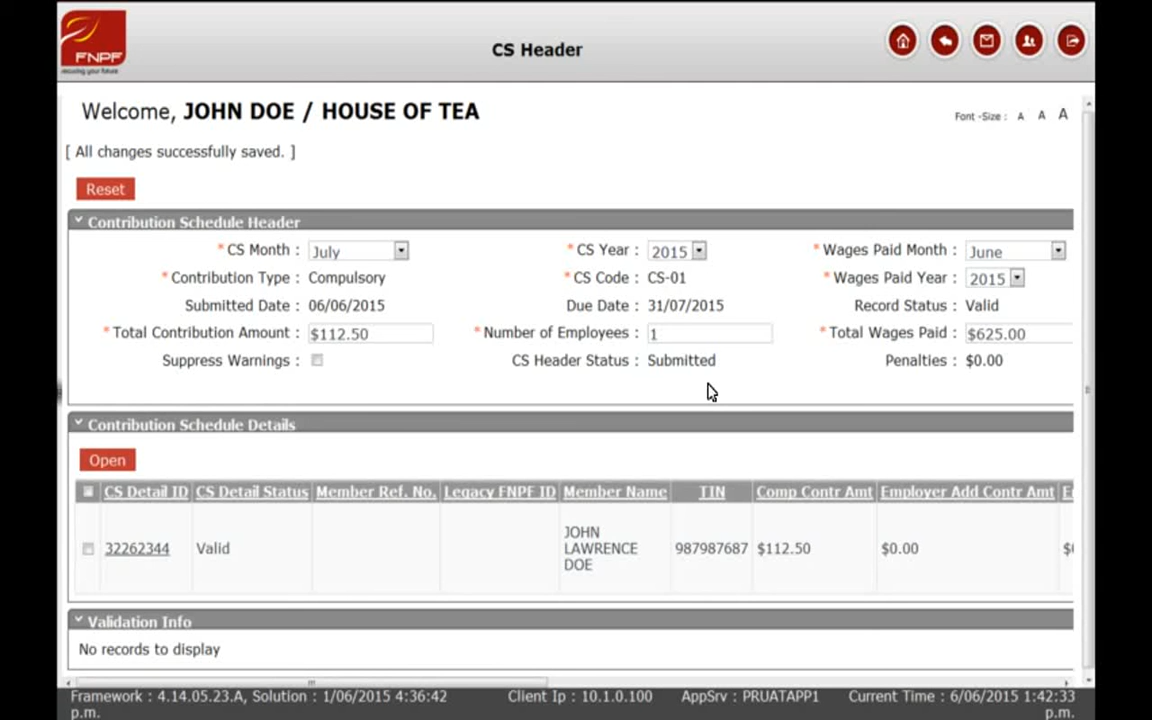 FNPF
securing your future
CS Header
Welcome, JOHN DOE / HOUSE OF TEA
Font -Size : A A A
[ All changes successfully saved. ]
Reset
Contribution Schedule Header
* CS Month : July * CS Year : 2015 * Wages Paid Month : June
* Contribution Type : Compulsory * CS Code : CS-01 * Wages Paid Year : 2015
Submitted Date : 06/06/2015 Due Date : 31/07/2015 Record Status : Valid
* Total Contribution Amount : $112.50 * Number of Employees : 1 * Total Wages Paid : $625.00
Suppress Warnings : CS Header Status : Submitted Penalties : $0.00
Contribution Schedule Details
Open
CS Detail ID CS Detail Status Member Ref. No. Legacy FNPF ID Member Name TIN Comp Contr Amt Employer Add Contr Amt
32262344 Valid JOHN LAWRENCE DOE 987987687 $112.50 $0.00
Validation Info
No records to display
Framework : 4.14.05.23.A, Solution : 1/06/2015 4:36:42 p.m. Client Ip : 10.1.0.100 AppSrv : PRUATAPP1 Current Time : 6/06/2015 1:42:33 p.m.